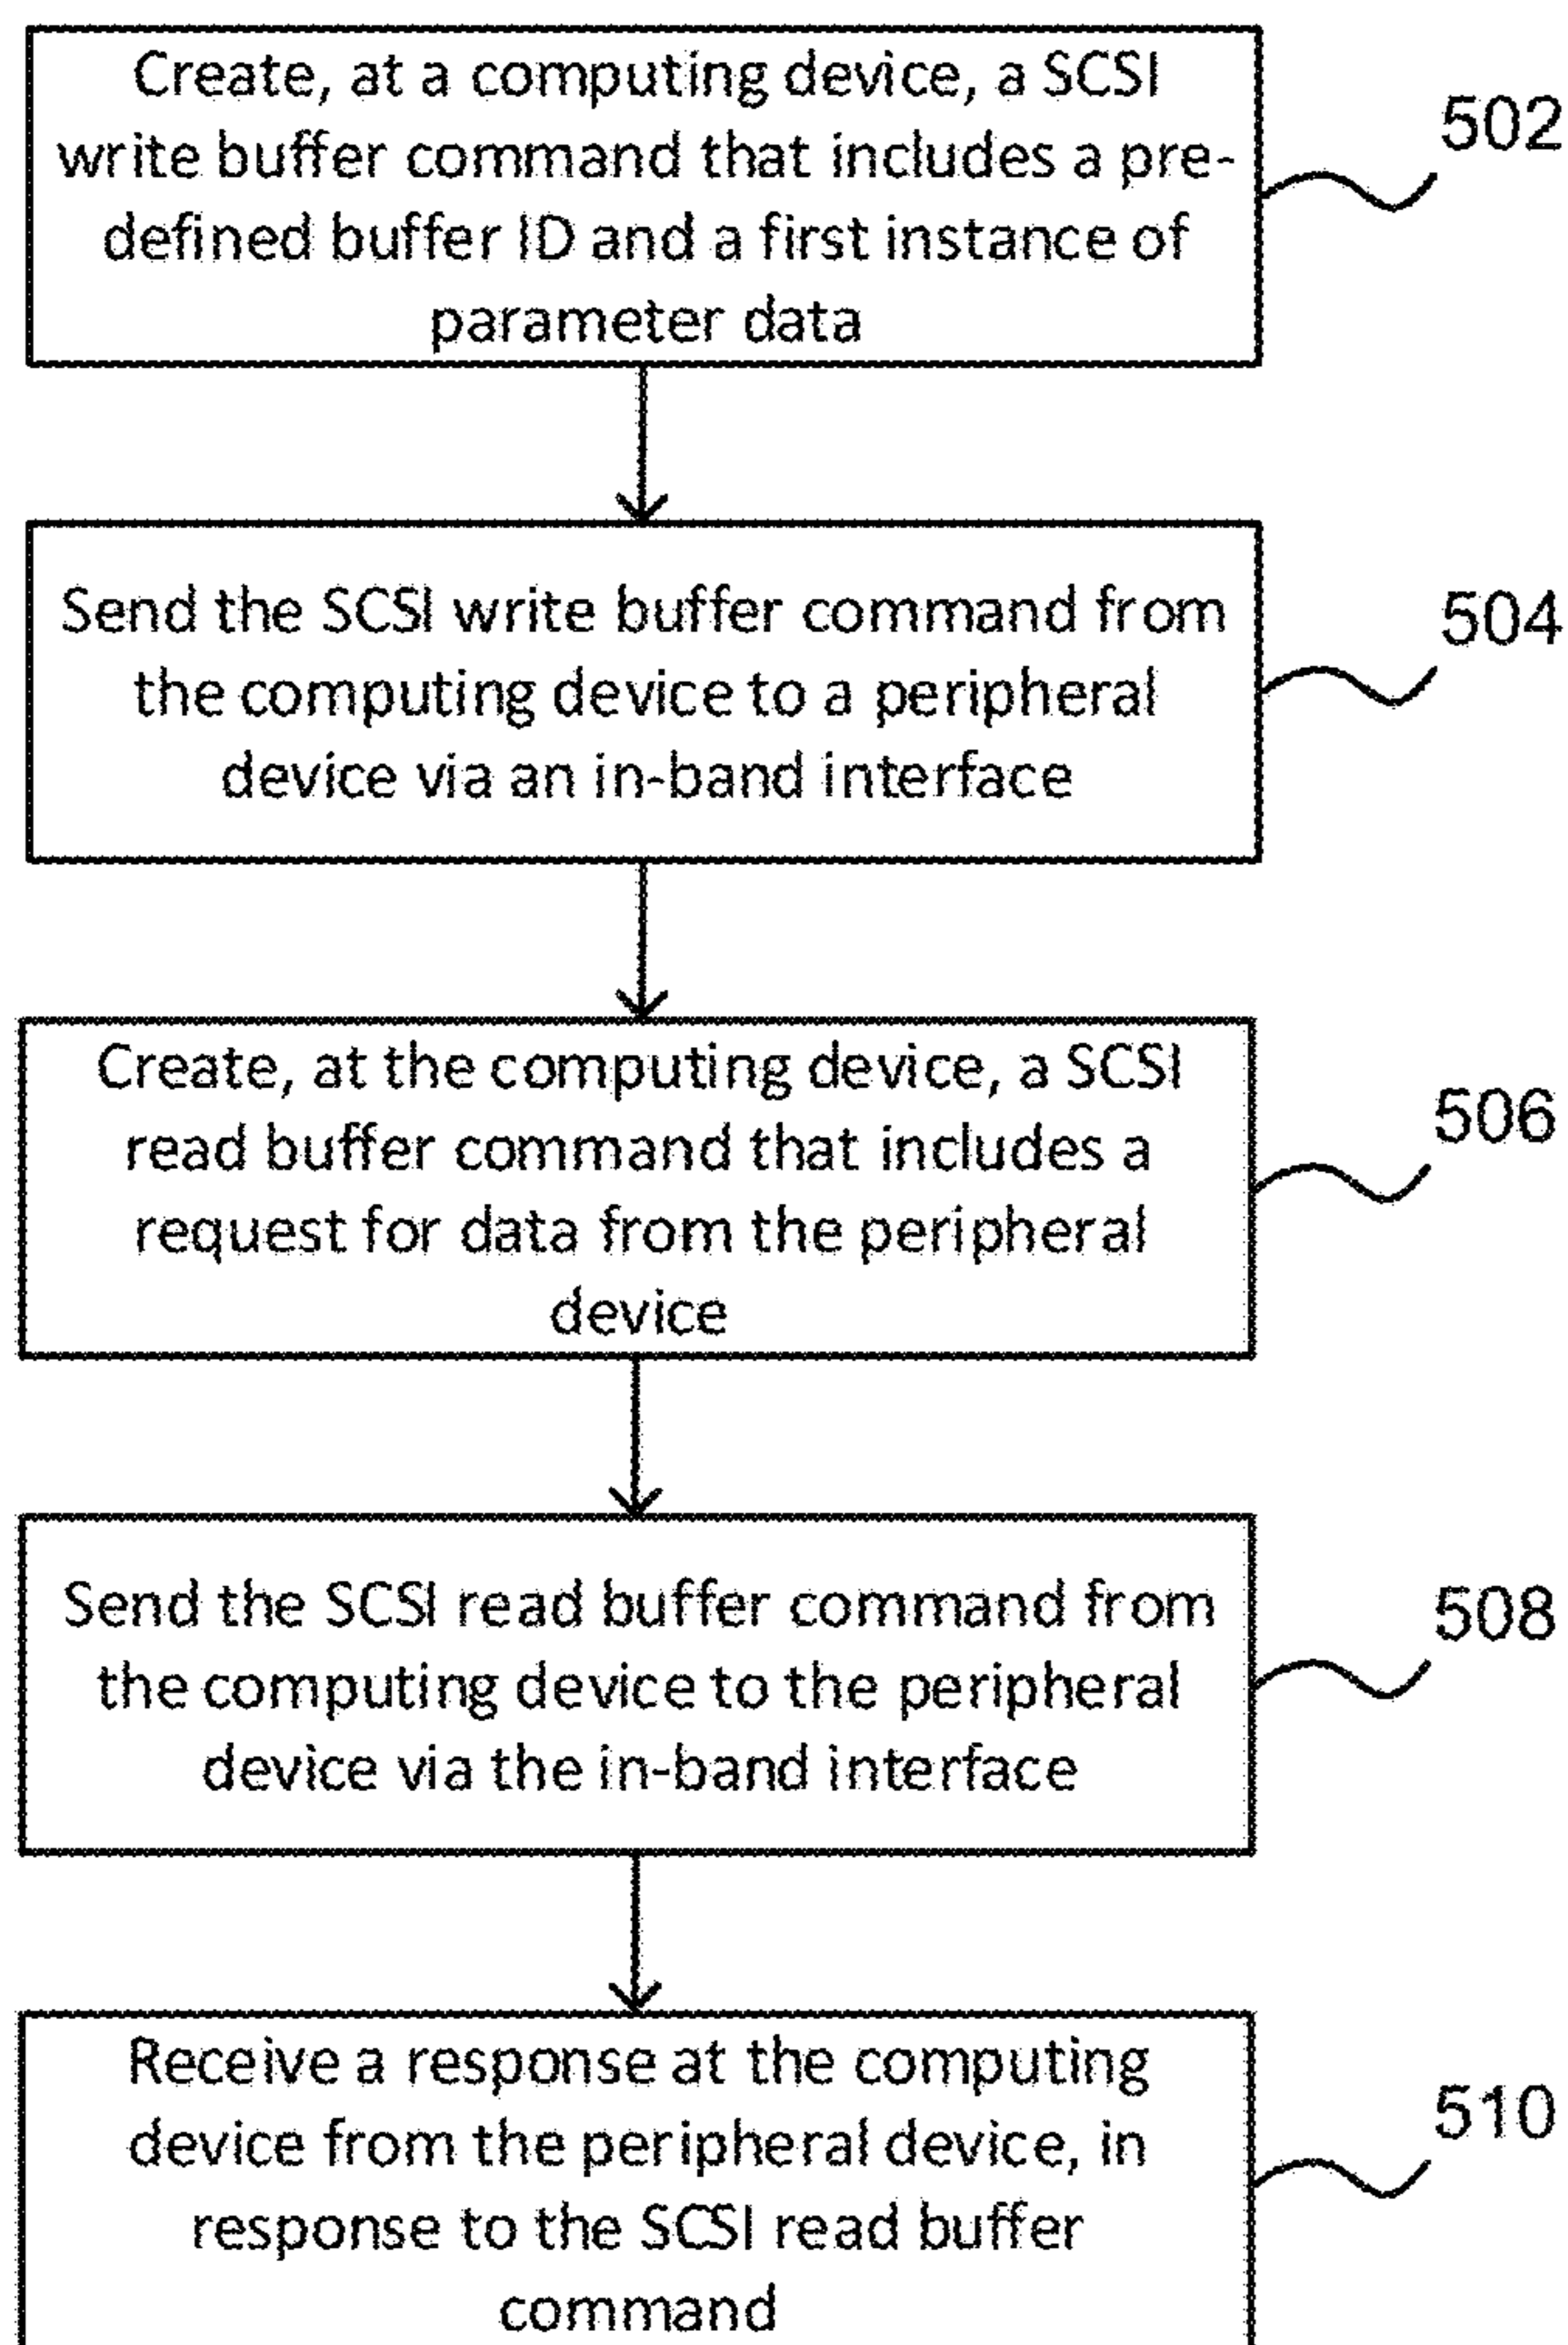 Create, at a computing device, a SCSI
write buffer command that includes a pre-
defined buffer ID and a first instance of
parameter data
502
Send the SCSI write buffer command from
the computing device to a peripheral
device via an in-band interface
504
Create, at the computing device, a SCSI
read buffer command that includes a
request for data from the peripheral
device
506
Send the SCSI read buffer command from
the computing device to the peripheral
device via the in-band interface
508
Receive a response at the computing
device from the peripheral device, in
response to the SCSI read buffer
command
510